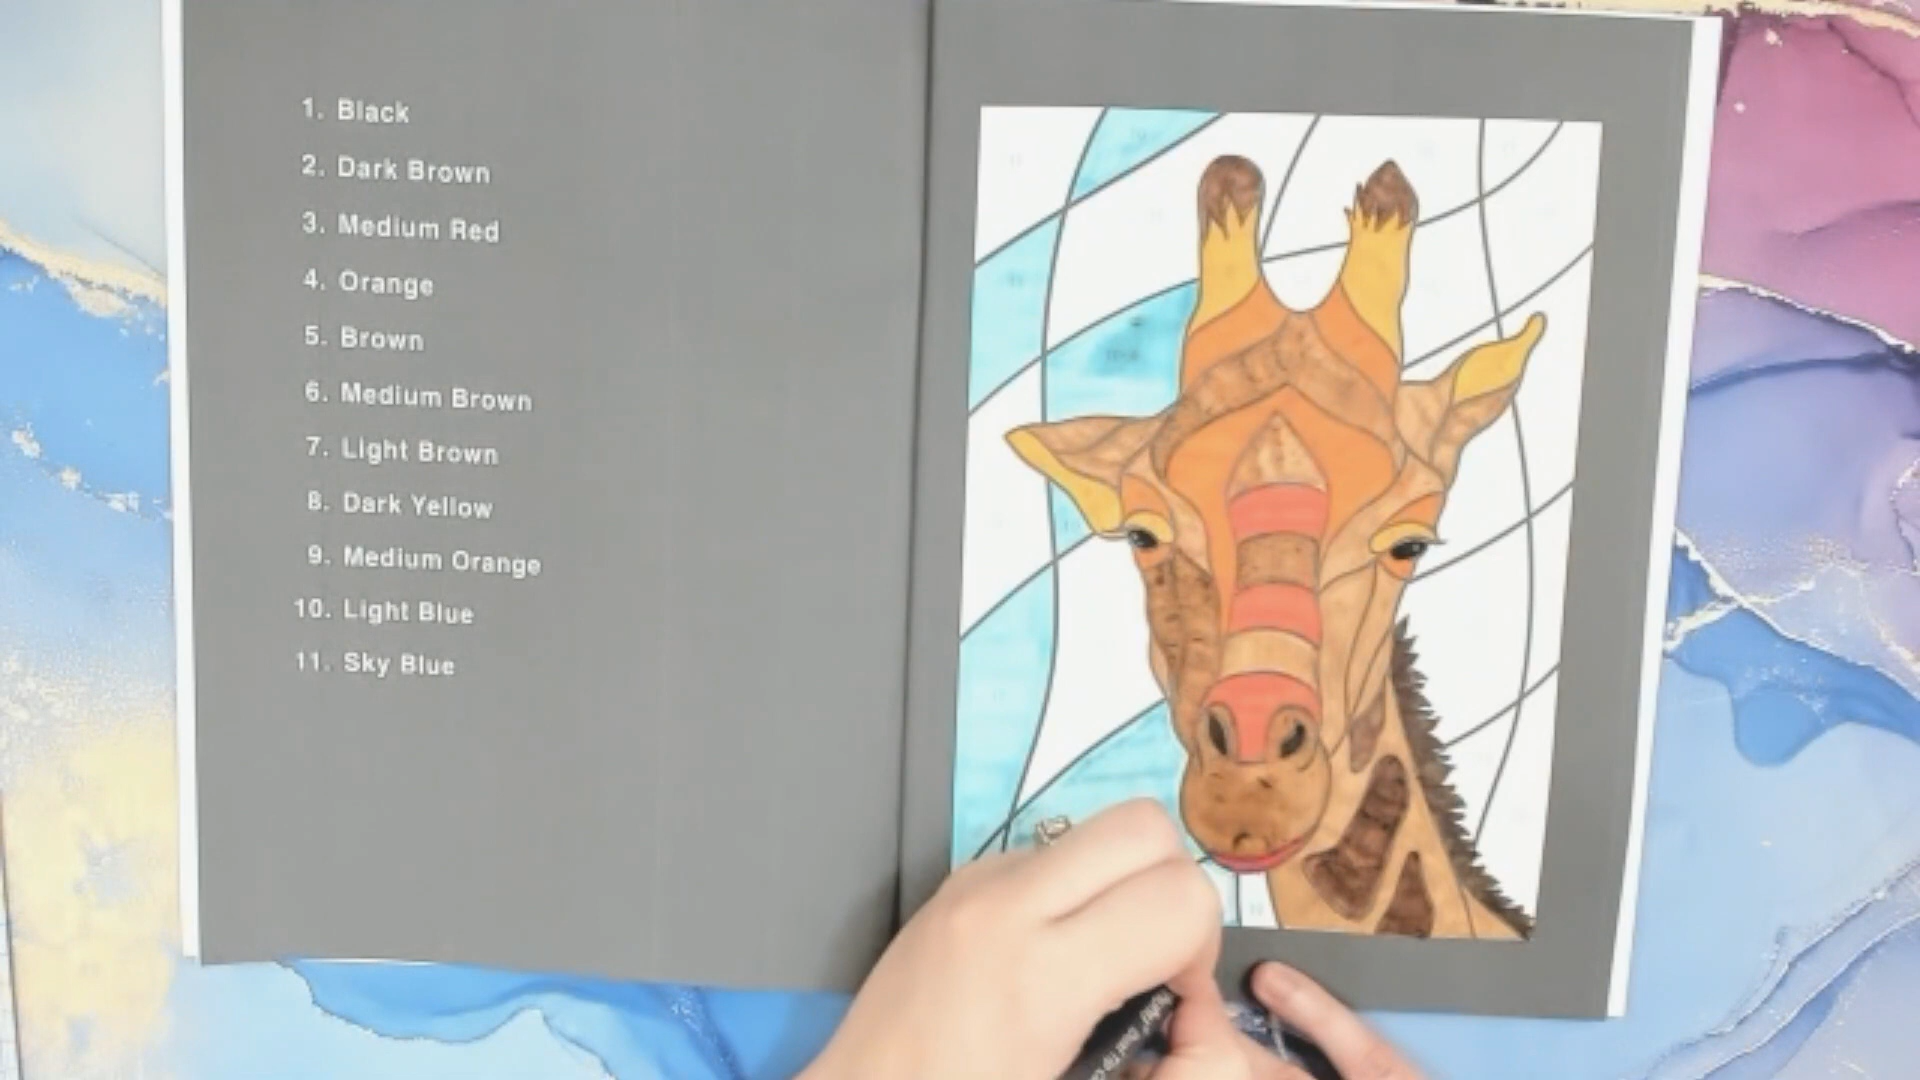 1. Black
2. Dark Brown
3. Medium Red
4. Orange
5. Brown
6. Medium Brown
7. Light Brown
8. Dark Yellow
9. Medium Orange
10. Light Blue
11. Sky Blue